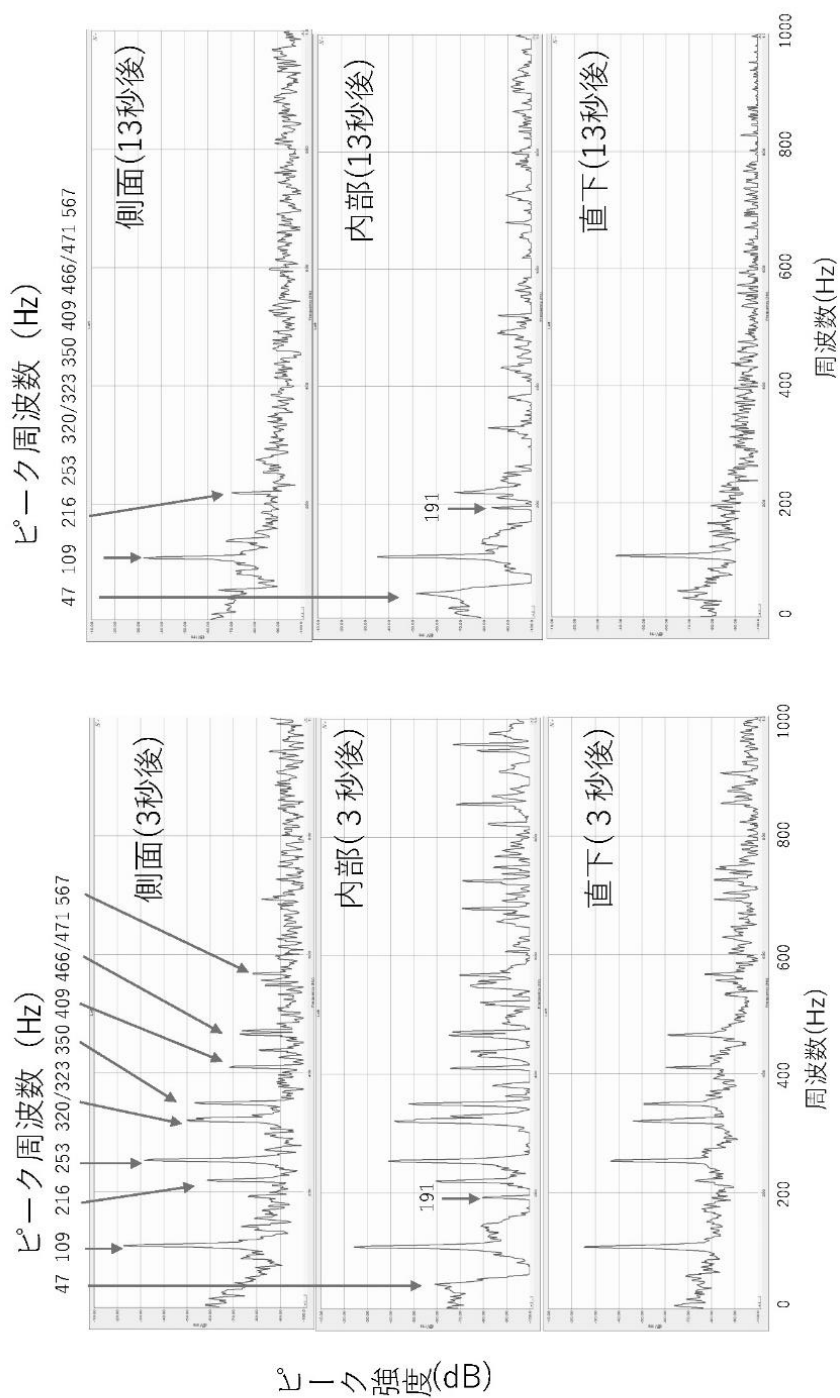 ピーク周波数 (Hz)
47 109 216 253 320/323 350 409 466/471 567
側面(3秒後)
191
内部(３秒後)
直下(３秒後)
0 200 400 600 800 1000
周波数(Hz)
ピーク
強度(dB)
ピーク周波数 (Hz)
47 109 216 253 320/323 350 409 466/471 567
側面(13秒後)
191
内部(13秒後)
直下(13秒後)
0 200 400 600 800 1000
周波数(Hz)